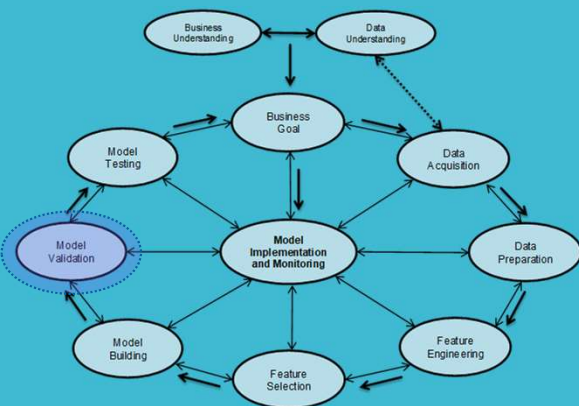 Business
Understanding
Data
Understanding
Business
Goal
Model
Testing
Data
Acquisition
Model
Validation
Model
Implementation
and Monitoring
Data
Preparation
Model
Building
Feature
Engineering
Feature
Selection